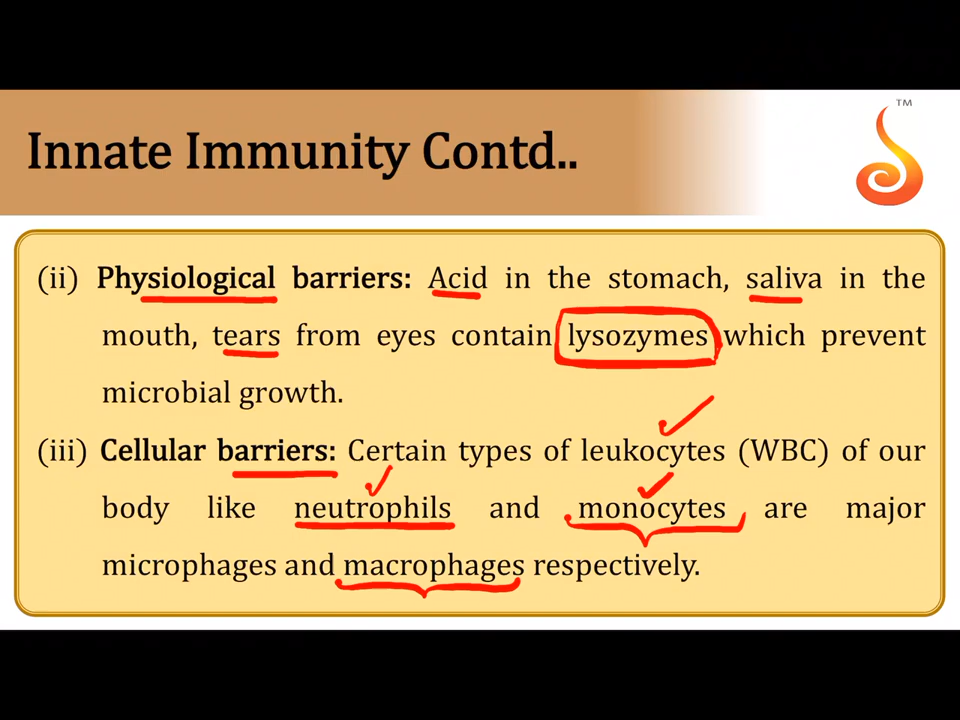 Innate Immunity Contd..
TM
(ii) Physiological barriers: Acid in the stomach, saliva in the
mouth, tears from eyes contain lysozymes which prevent
microbial growth.
(iii) Cellular barriers: Certain types of leukocytes (WBC) of our
body like neutrophils and monocytes are major
microphages and macrophages respectively.